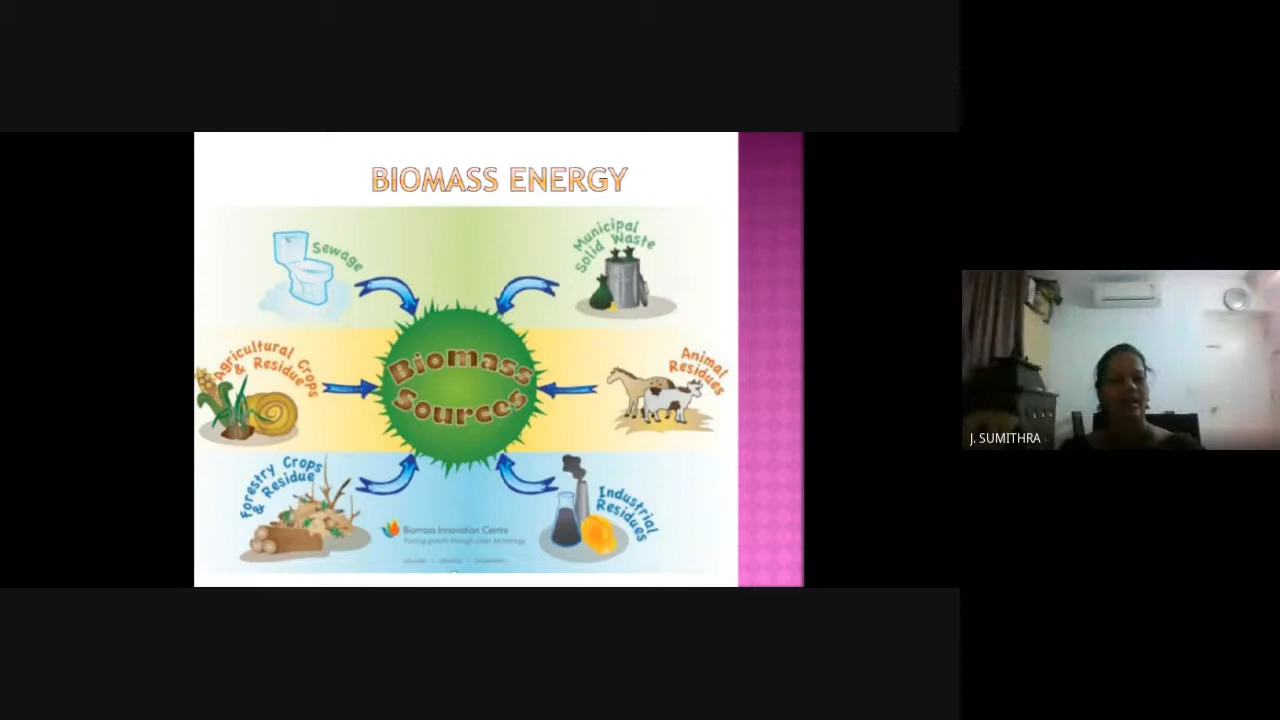 BIOMASS ENERGY
Sewage
Municipal
Solid Waste
Agricultural Crops
& Residue
Biomass
Sources
Animal
Residues
Forestry Crops
& Residue
Industrial
Residues
Biomass Innovation Centre
J. SUMITHRA